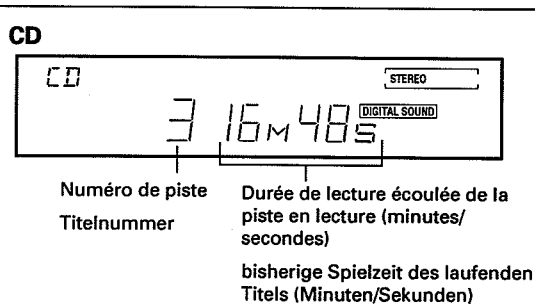 CD
CD
STEREO
3 16M48S DIGITAL SOUND
Numéro de piste
Titelnummer
Durée de lecture écoulée de la
piste en lecture (minutes/
secondes)
bisherige Spielzeit des laufenden
Titels (Minuten/Sekunden)